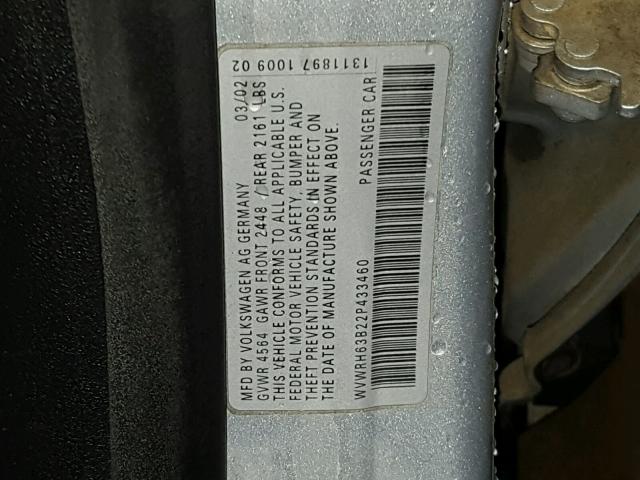 MFD BY VOLKSWAGEN AG GERMANY 03/02
GVWR 4564 GAWR FRONT 2448 / REAR 2161 LBS
THIS VEHICLE CONFORMS TO ALL APPLICABLE U.S.
FEDERAL MOTOR VEHICLE SAFETY, BUMPER AND
THEFT PREVENTION STANDARDS IN EFFECT ON
THE DATE OF MANUFACTURE SHOWN ABOVE.
WVWRH63B22P433460 PASSENGER CAR
1311897 1009 02